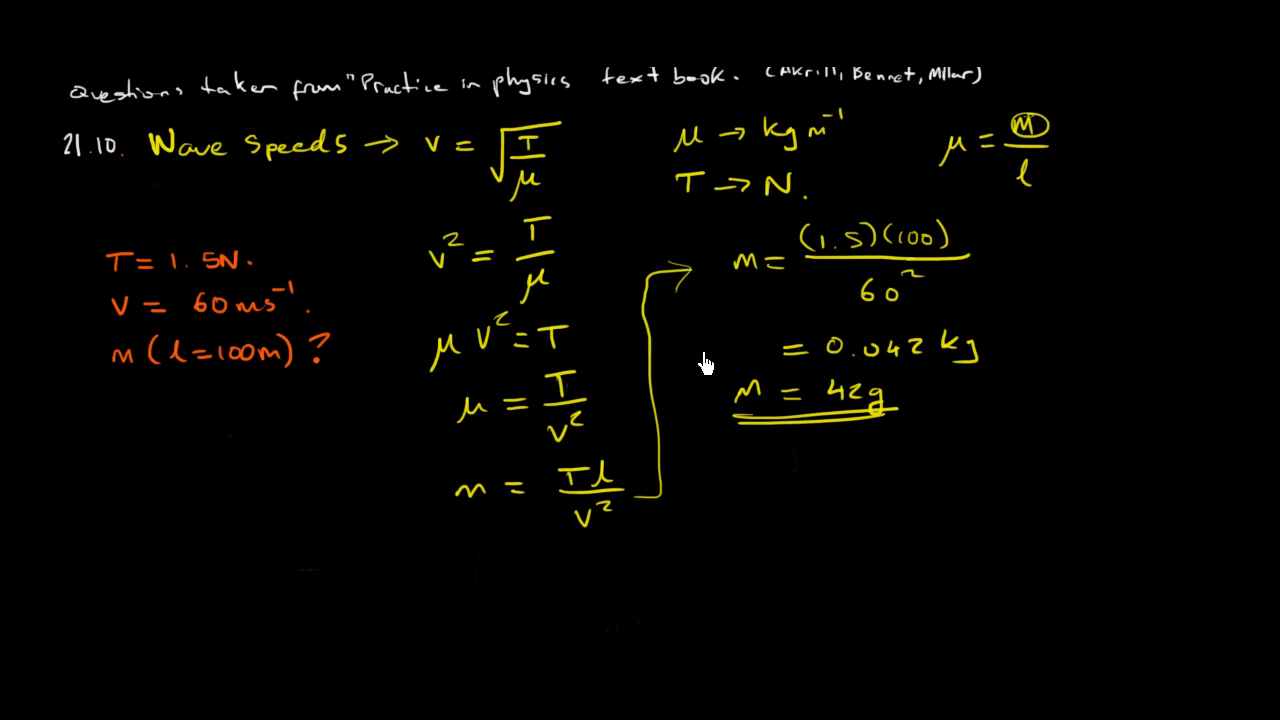 Questions taken from "Practice in physics text book. (Akrill, Bennet, Millar)
21.10. Wave speeds → v = √(T/μ)
μ → kg m⁻¹
μ = m/l
T → N.
T = 1.5N.
v = 60ms⁻¹.
m (l=100m) ?
v² = T/μ
μ v² = T
μ = T/v²
m = Tl/v²
m = (1.5)(100)/60²
= 0.042 kg
m = 42g